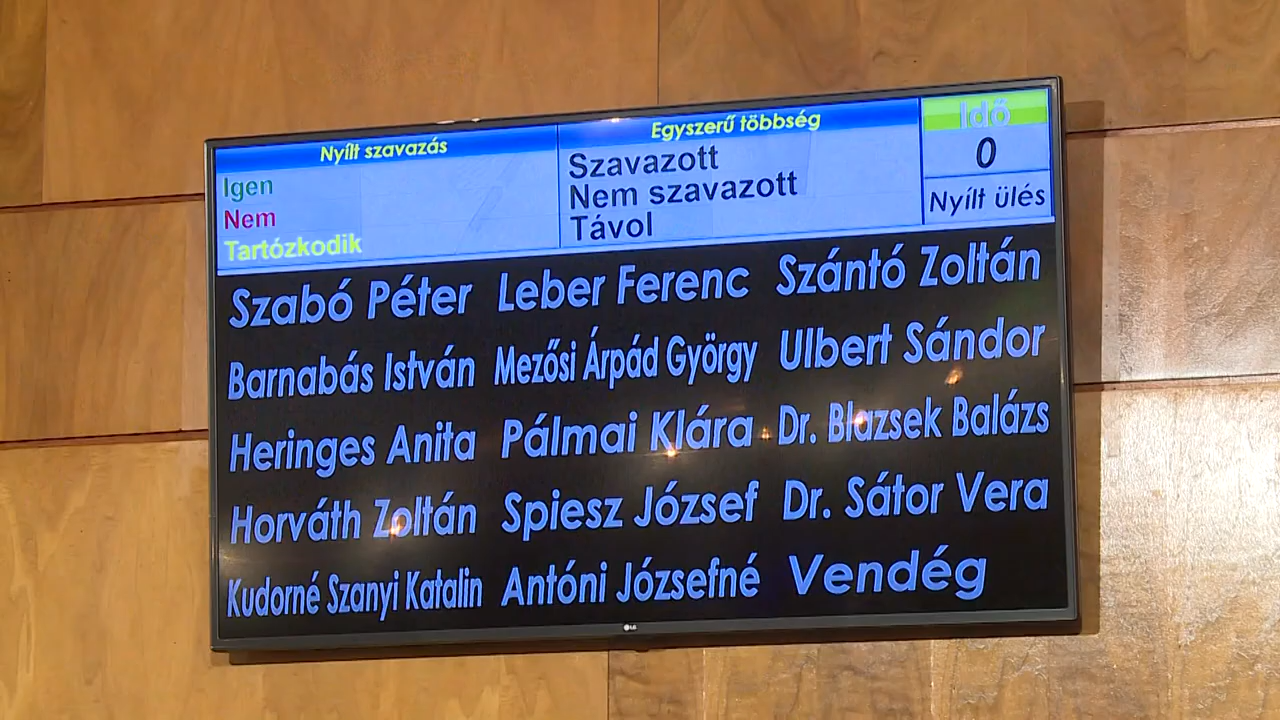 Nyílt szavazás
Igen
Nem
Tartózkodik
Egyszerű többség
Szavazott
Nem szavazott
Távol
Idő
0
Nyílt ülés
Szabó Péter
Leber Ferenc
Szántó Zoltán
Barnabás István
Mezősi Árpád György
Ulbert Sándor
Heringes Anita
Pálmai Klára
Dr. Blazsek Balázs
Horváth Zoltán
Spiesz József
Dr. Sátor Vera
Kudorné Szanyi Katalin
Antóni Józsefné
Vendég
LG